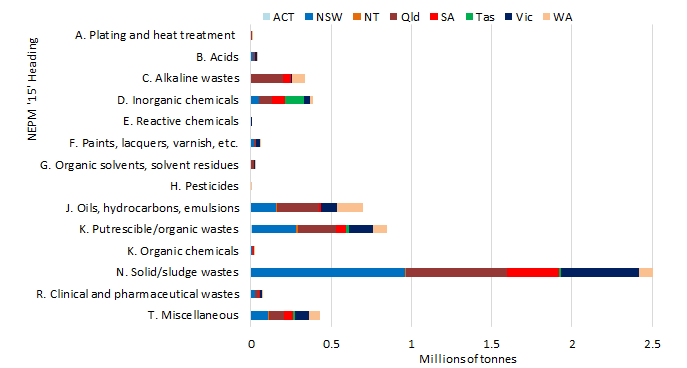 ACT NSW NT Qld SA Tas Vic WA
NEPM '15' Heading
A. Plating and heat treatment
B. Acids
C. Alkaline wastes
D. Inorganic chemicals
E. Reactive chemicals
F. Paints, lacquers, varnish, etc.
G. Organic solvents, solvent residues
H. Pesticides
J. Oils, hydrocarbons, emulsions
K. Putrescible/organic wastes
K. Organic chemicals
N. Solid/sludge wastes
R. Clinical and pharmaceutical wastes
T. Miscellaneous
0 0.5 1 1.5 2 2.5
Millions of tonnes